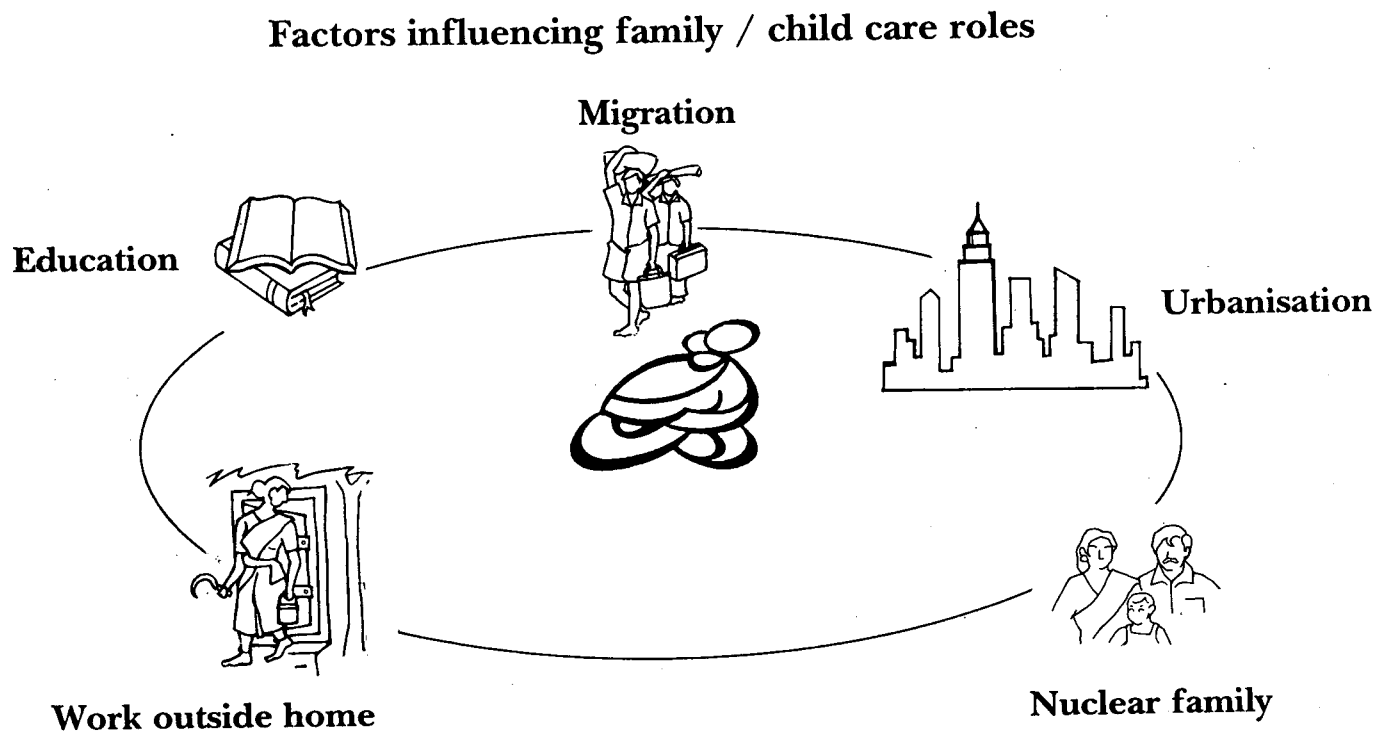 Factors influencing family / child care roles
Migration
Education
Urbanisation
Work outside home
Nuclear family